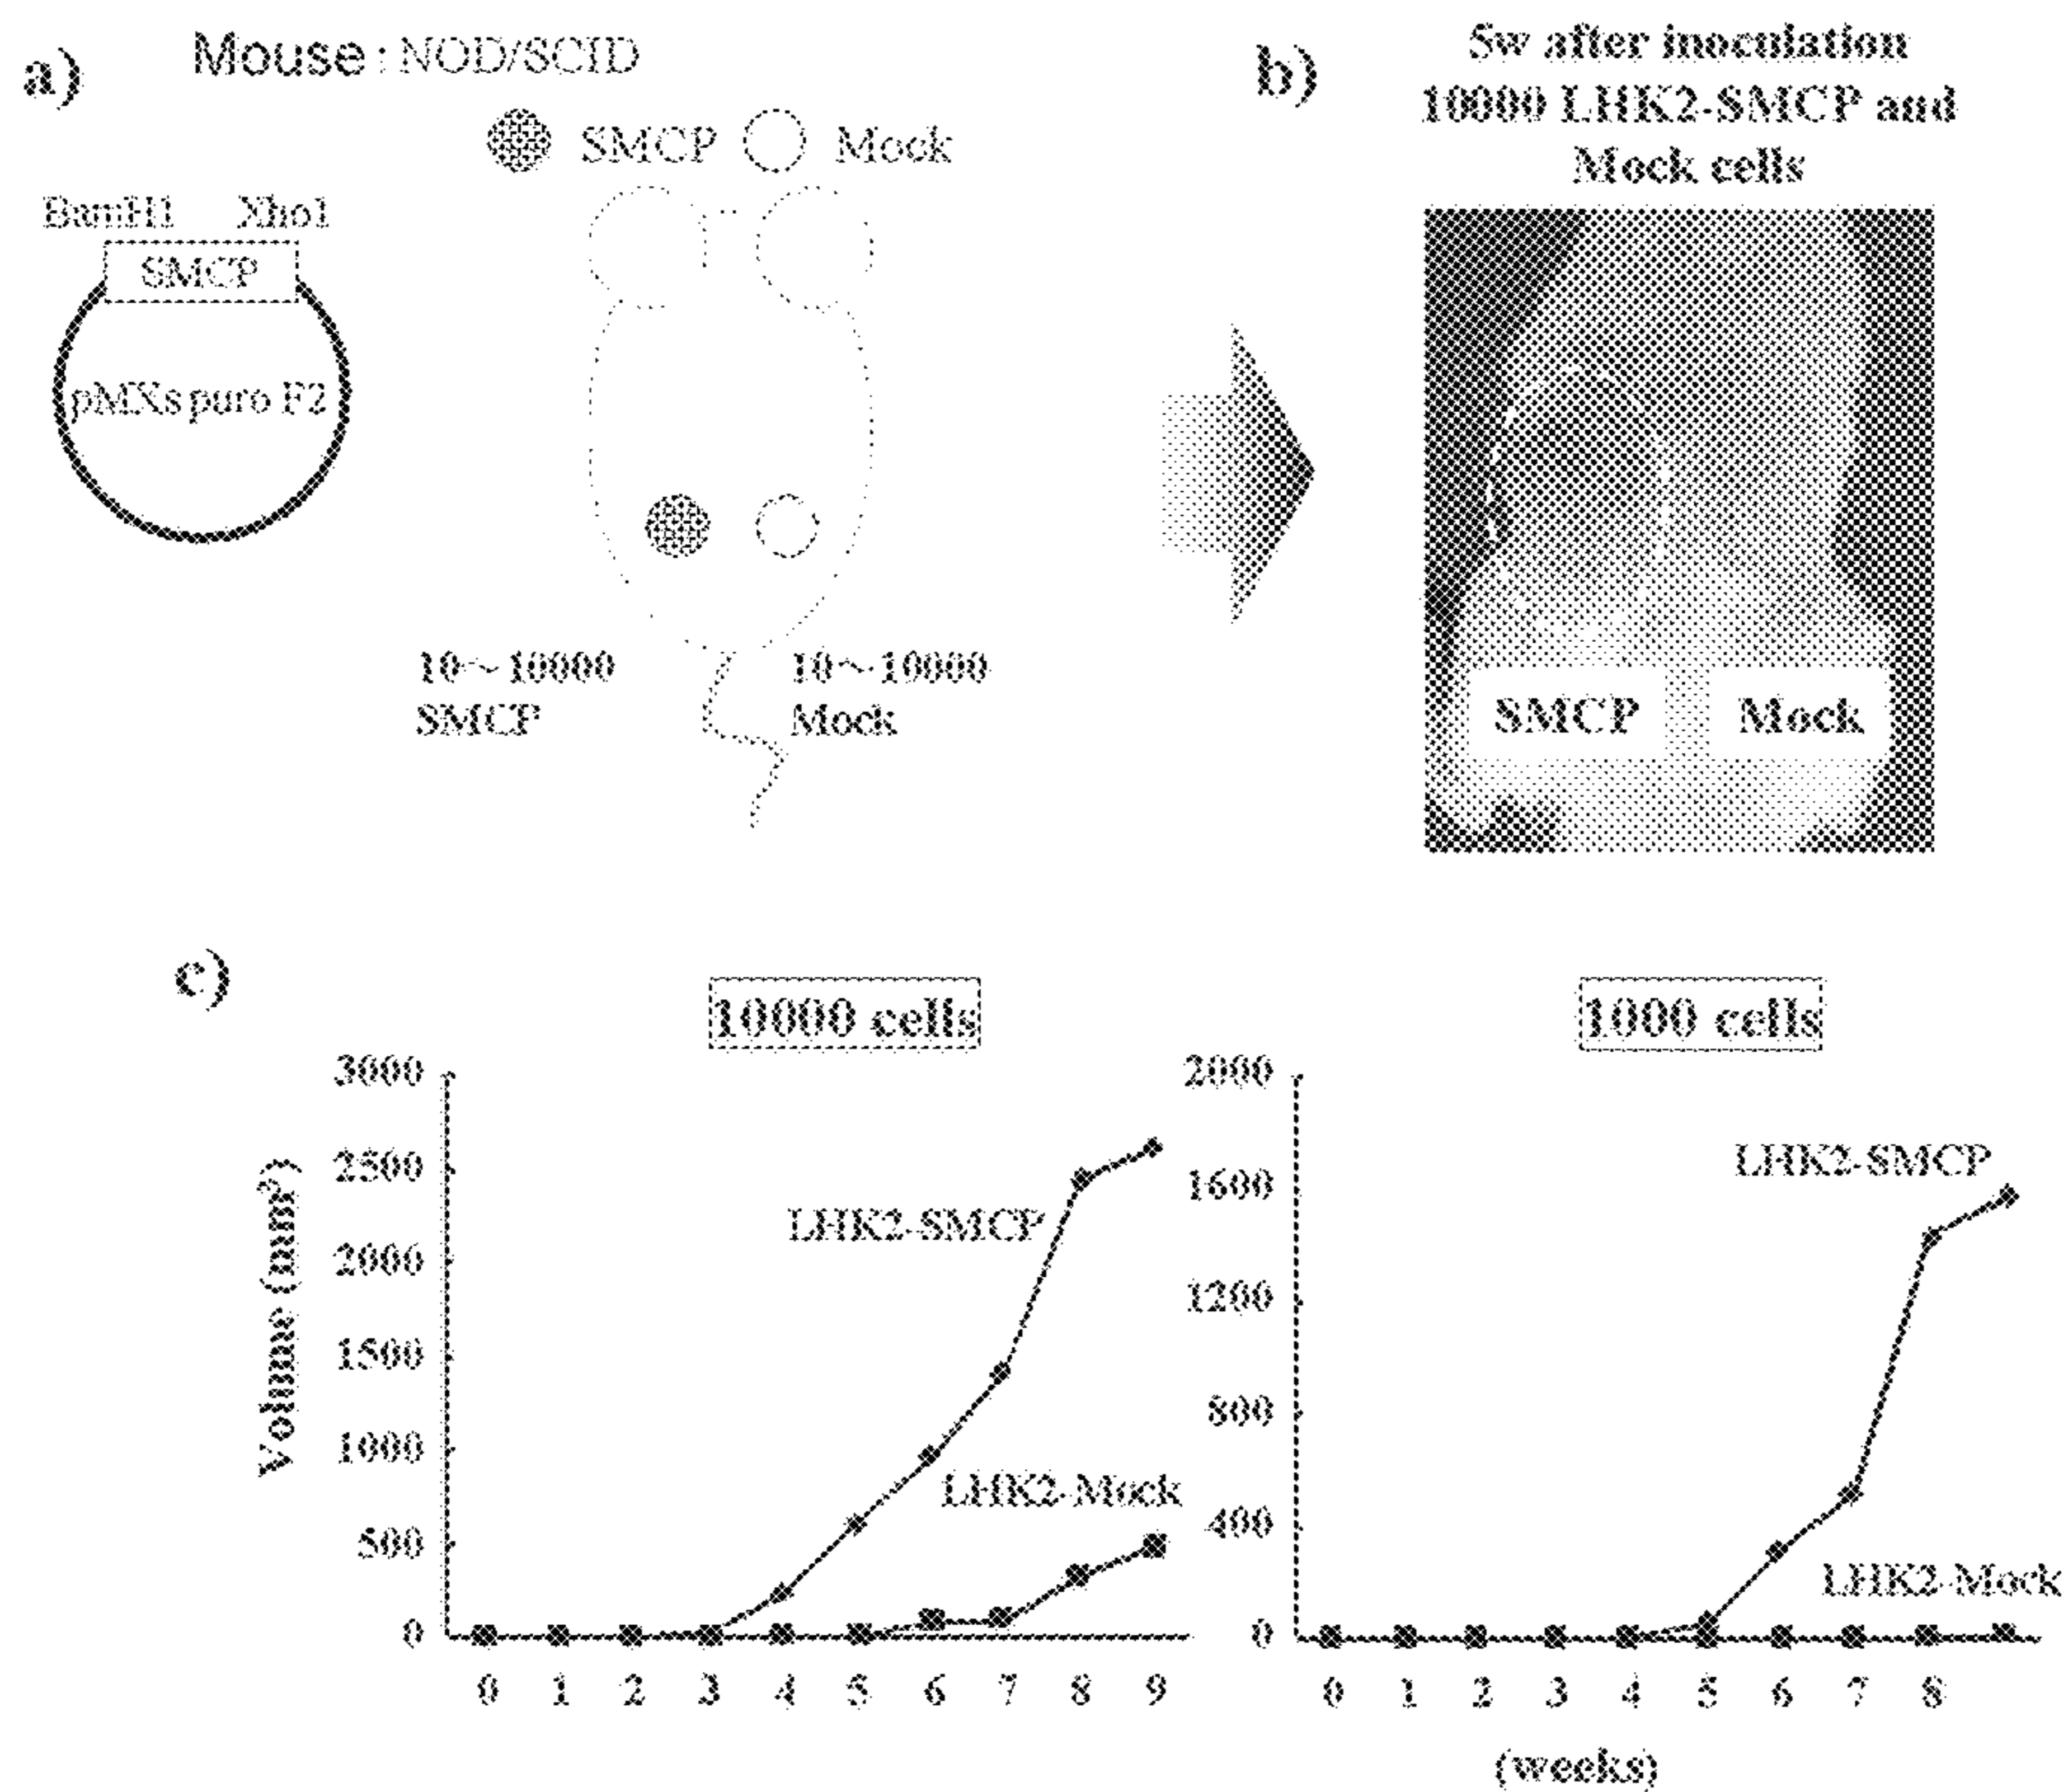 a)
Mouse : NOD/SCID
SMCP
Mock
BamH1
Xho1
SMCP
pMXs puro F2
10～10000
SMCP
10～10000
Mock
b)
5w after inoculation
10000 LHK2-SMCP and
Mock cells
SMCP
Mock
c)
10000 cells
3000
2500
2000
1500
1000
500
0
Volume (mm³)
LHK2-SMCP
LHK2-Mock
0 1 2 3 4 5 6 7 8 9
1000 cells
2000
1600
1200
800
400
0
LHK2-SMCP
LHK2-Mock
0 1 2 3 4 5 6 7 8
(weeks)